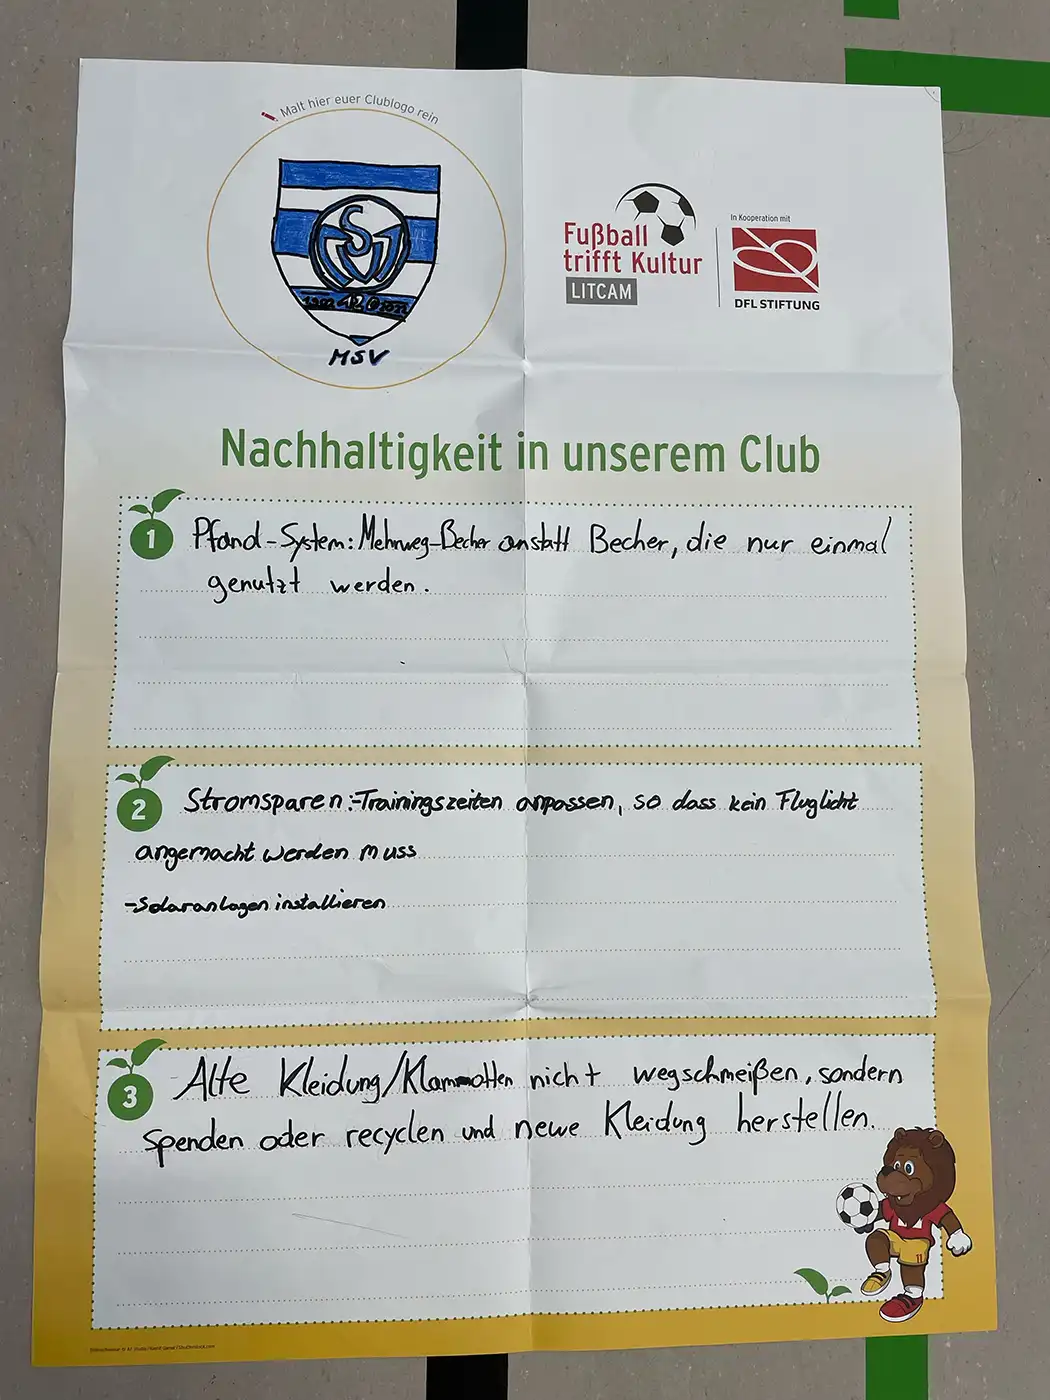 Malt hier euer Clublogo rein
MSV
Fußball
trifft Kultur
LITCAM
In Kooperation mit
DFL STIFTUNG
Nachhaltigkeit in unserem Club
1
Pfand-System: Mehrweg-Becher anstatt Becher, die nur einmal
genutzt werden.
2
Stromsparen:-Trainingszeiten anpassen, so dass kein Fluglicht
angemacht werden muss
-Solaranlagen installieren
3
Alte Kleidung/Klammotten nicht wegschmeißen, sondern
spenden oder recyclen und neue Kleidung herstellen.
11